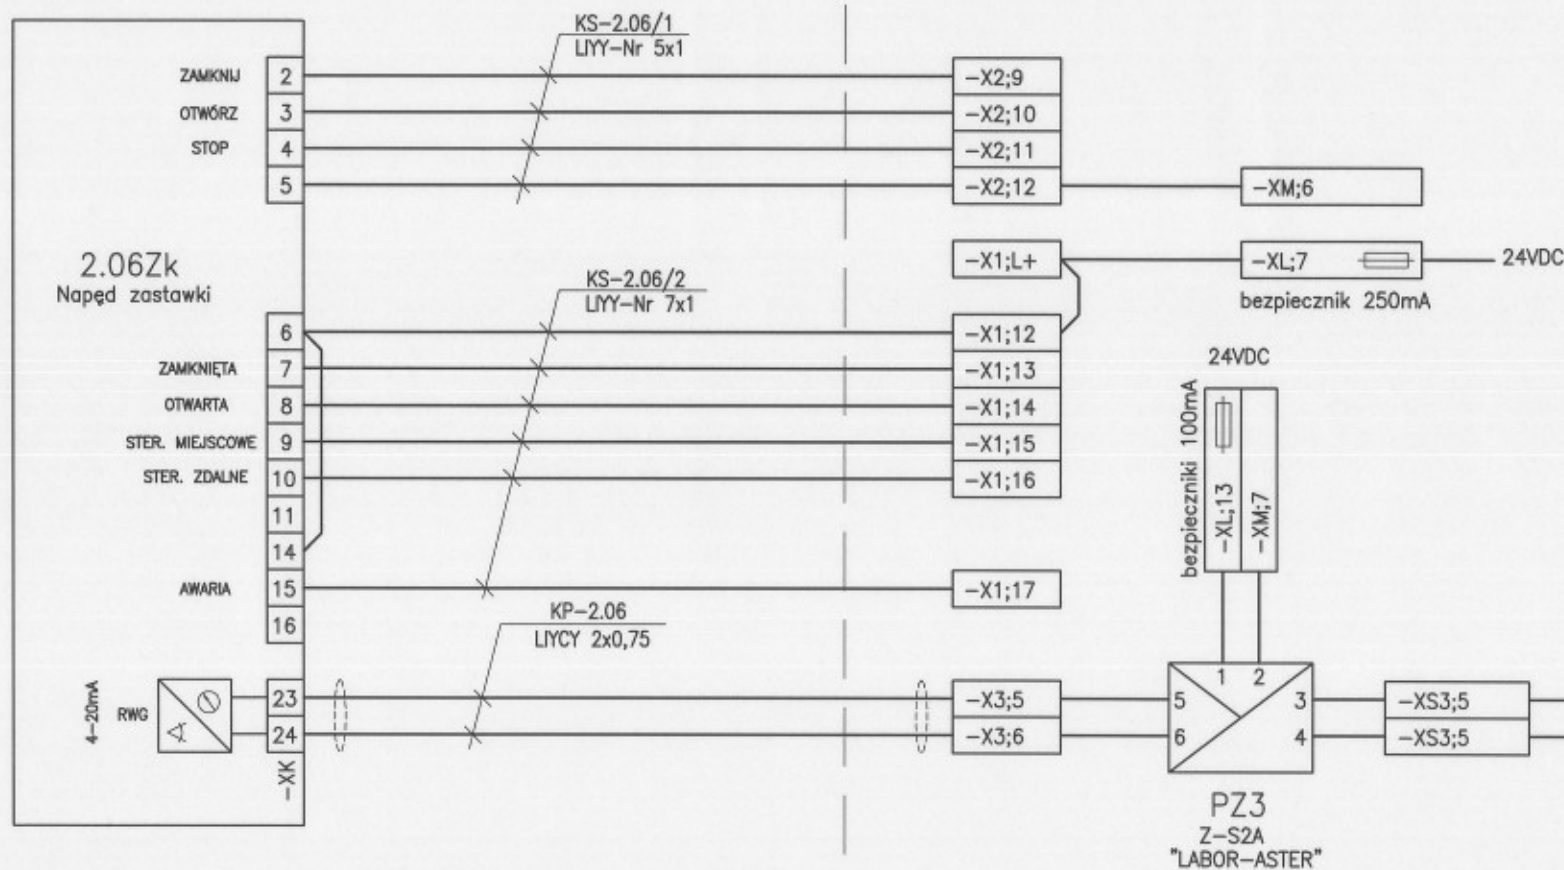 KS-2.06/1
LIYY-Nr 5x1
ZAMKNIJ 2 -X2;9
OTWÓRZ 3 -X2;10
STOP 4 -X2;11
5 -X2;12 -XM;6
2.06Zk
Napęd zastawki
-X1;L+ -XL;7 24VDC
bezpiecznik 250mA
KS-2.06/2
LIYY-Nr 7x1
6 -X1;12
ZAMKNIĘTA 7 -X1;13
OTWARTA 8 -X1;14
STER. MIEJSCOWE 9 -X1;15
STER. ZDALNE 10 -X1;16
11
14
AWARIA 15 -X1;17
16
24VDC
bezpieczniki 100mA
-XL;13
-XM;7
KP-2.06
LIYCY 2x0,75
4-20mA
RWG
23 -X3;5 5 1 2 3 -XS3;5
24 -X3;6 6 4 -XS3;5
-XK
PZ3
Z-S2A
"LABOR-ASTER"